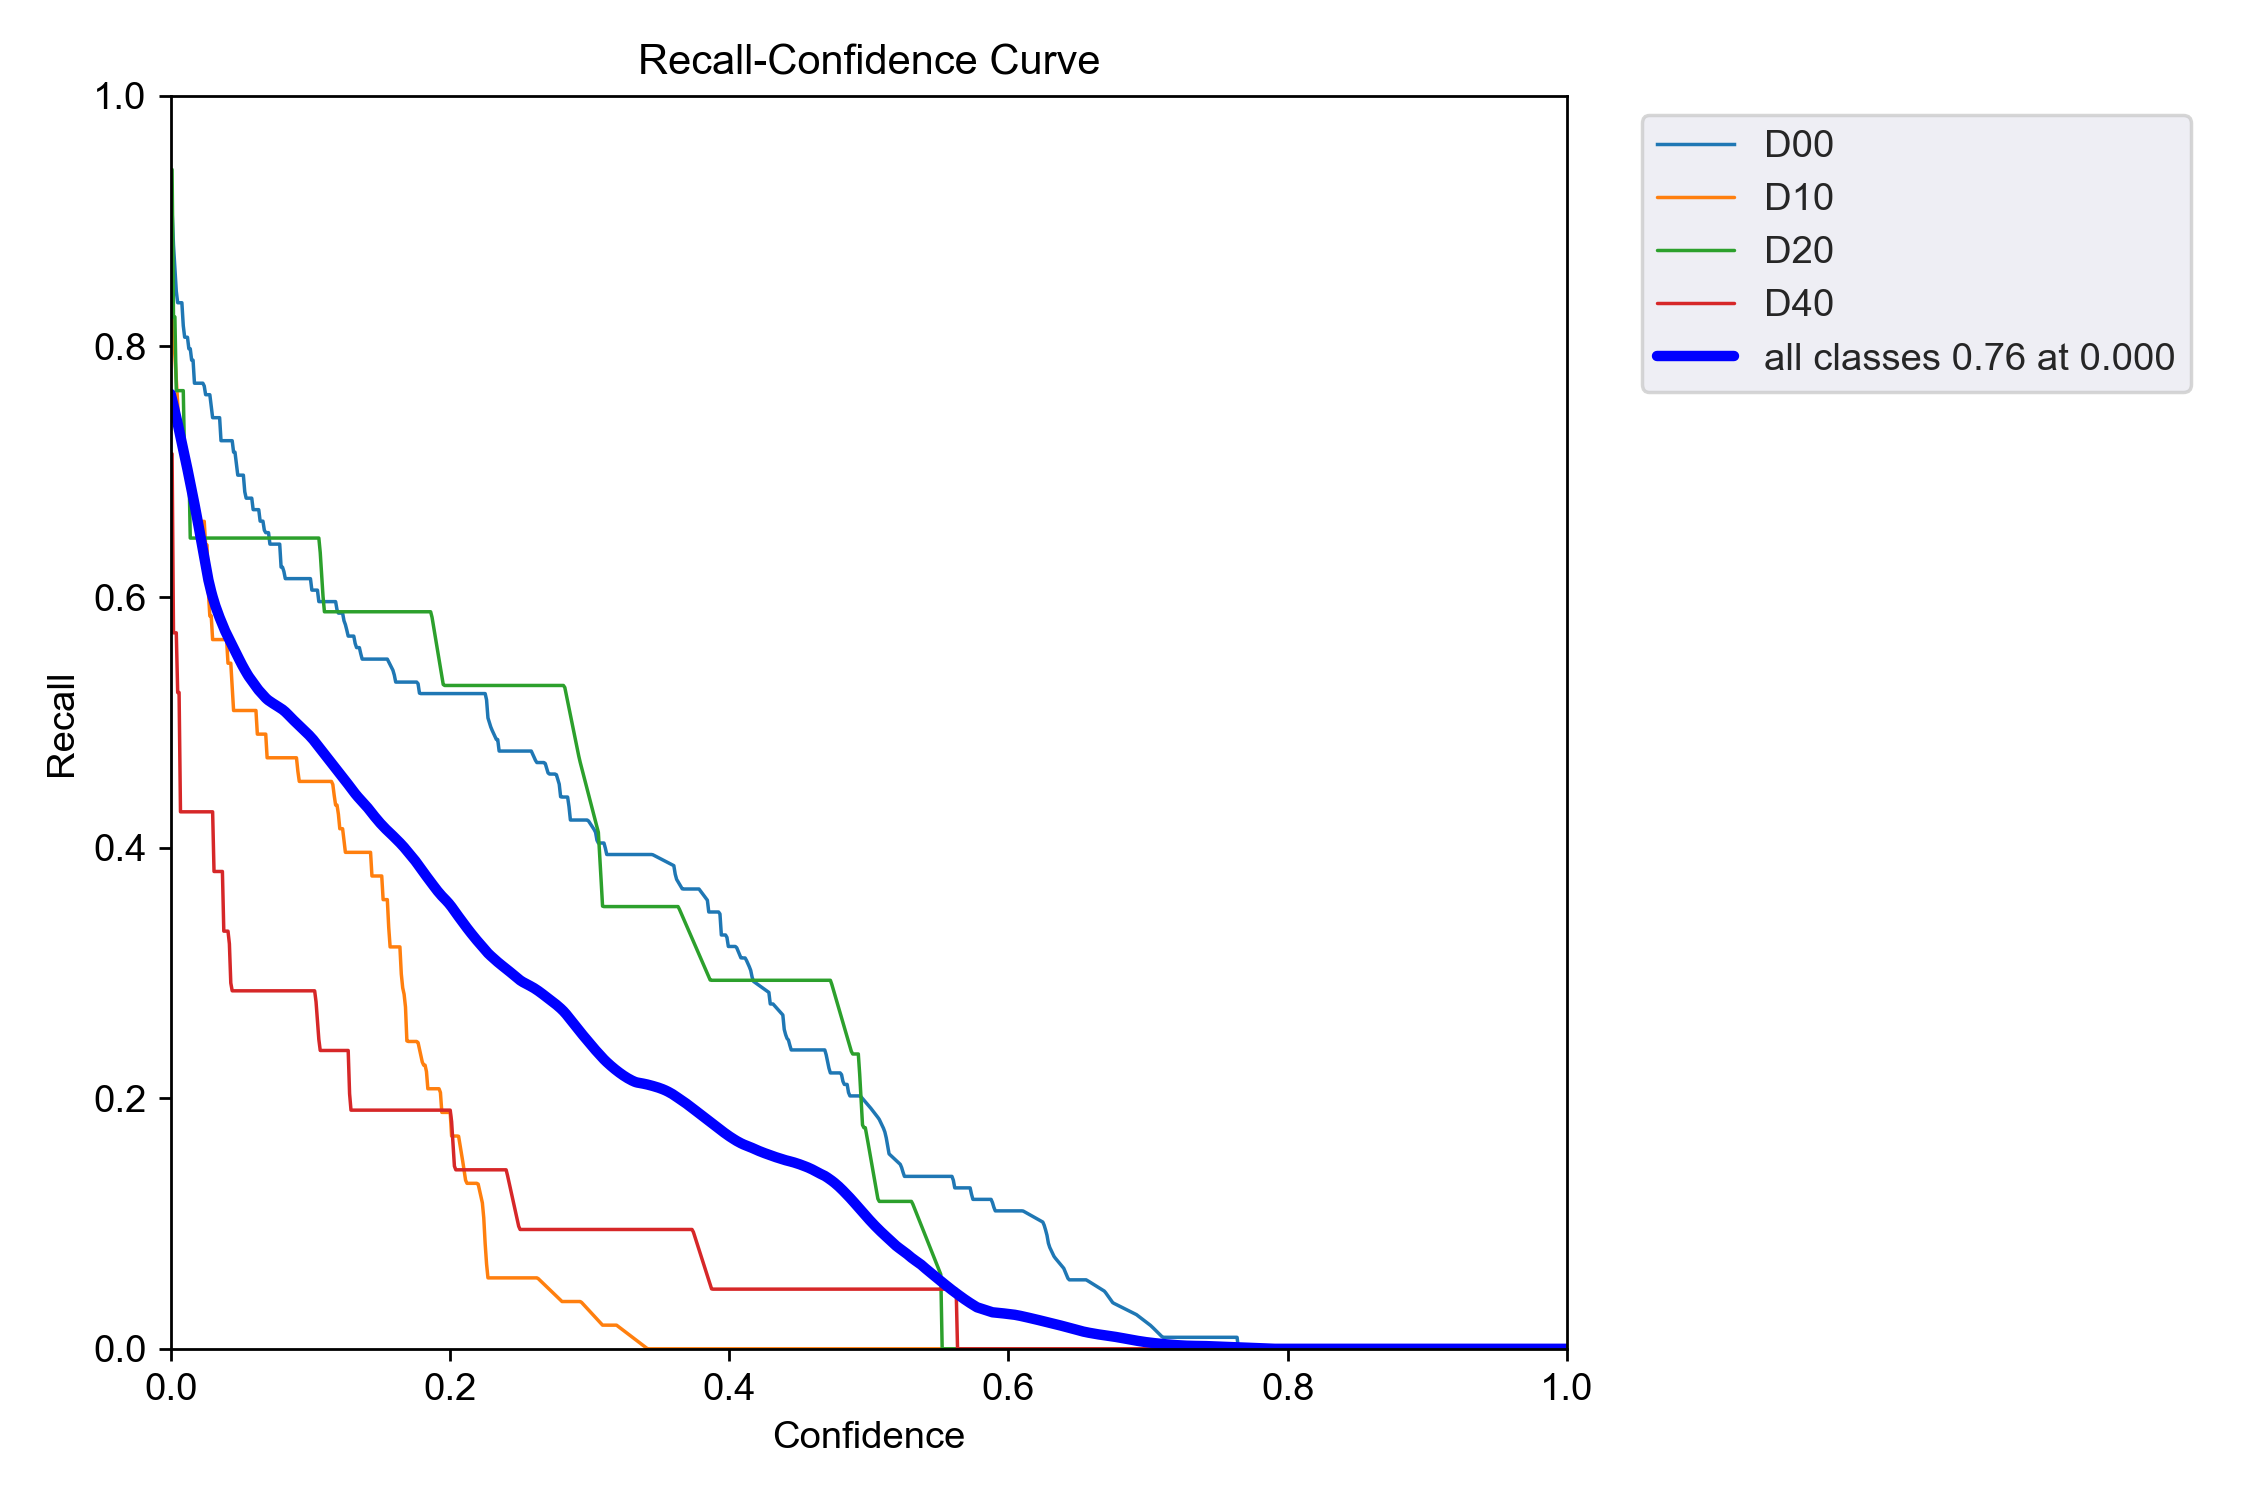 Recall-Confidence Curve
1.0
0.8
0.6
0.4
0.2
0.0
Recall
0.0 0.2 0.4 0.6 0.8 1.0
Confidence
D00
D10
D20
D40
all classes 0.76 at 0.000